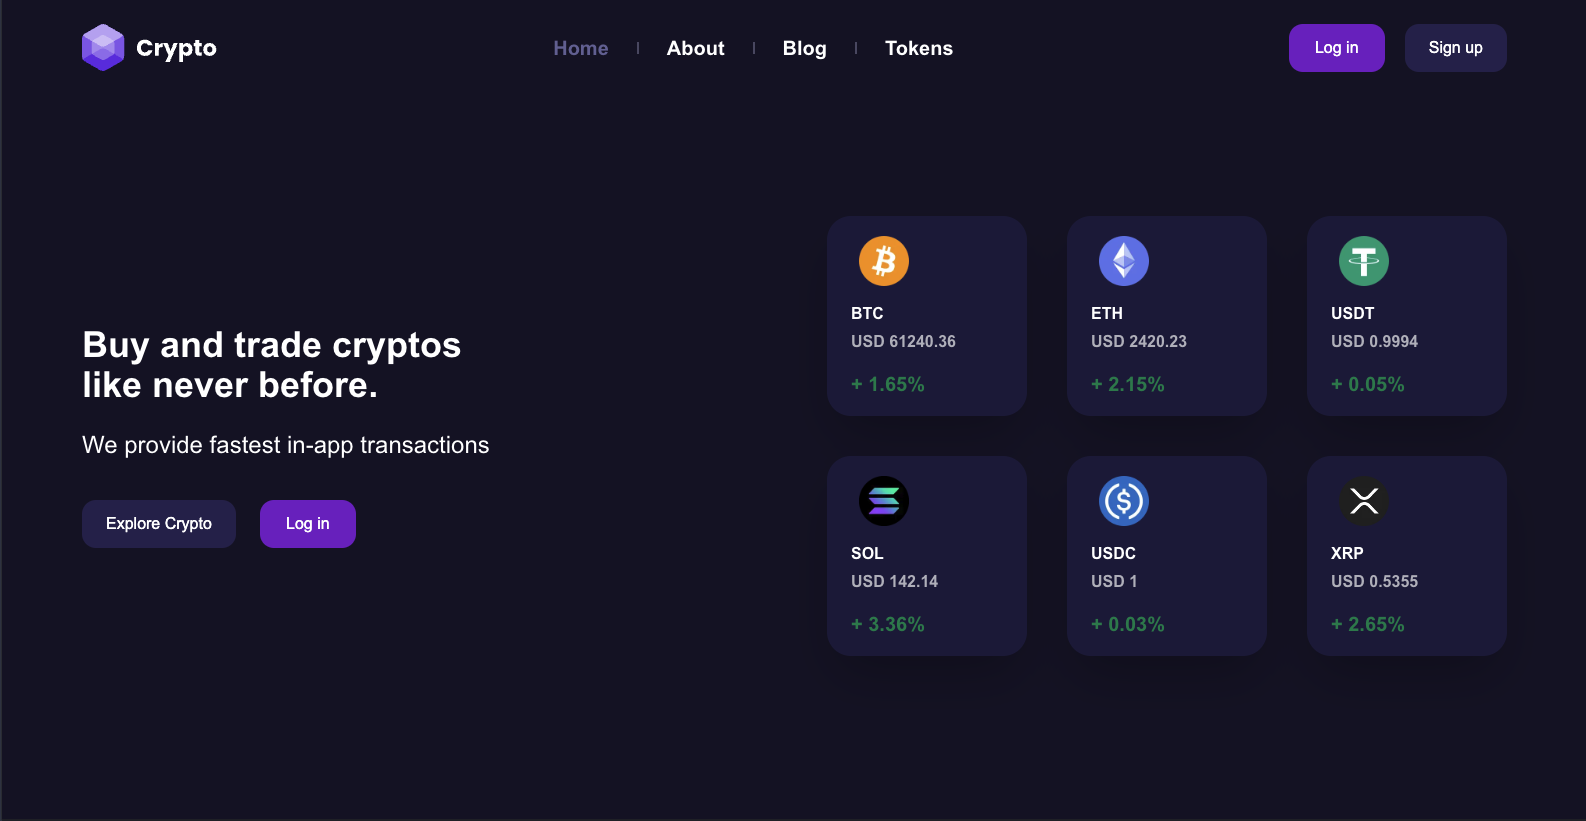 Crypto
Home | About | Blog | Tokens
Log in
Sign up
Buy and trade cryptos
like never before.
We provide fastest in-app transactions
Explore Crypto
Log in
BTC
USD 61240.36
+ 1.65%
ETH
USD 2420.23
+ 2.15%
USDT
USD 0.9994
+ 0.05%
SOL
USD 142.14
+ 3.36%
USDC
USD 1
+ 0.03%
XRP
USD 0.5355
+ 2.65%